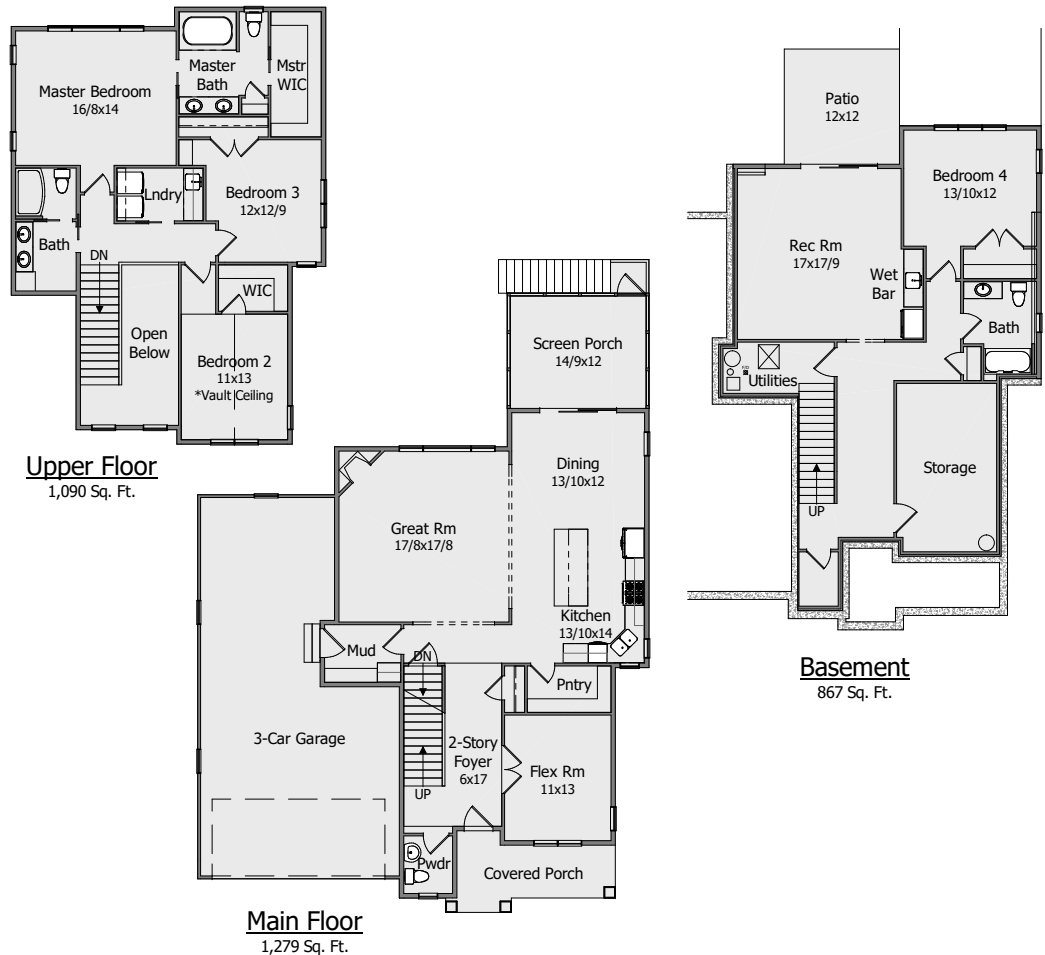 Master Bedroom
16/8x14
Master
Bath
Mstr
WIC
Bedroom 3
12x12/9
Lndry
Bath
DN
WIC
Open
Below
Bedroom 2
11x13
*Vault Ceiling
Upper Floor
1,090 Sq. Ft.
Screen Porch
14/9x12
Dining
13/10x12
Great Rm
17/8x17/8
Kitchen
13/10x14
Mud
DN
Pntry
3-Car Garage
2-Story
Foyer
6x17
Flex Rm
11x13
UP
Pwdr
Covered Porch
Main Floor
1,279 Sq. Ft.
Patio
12x12
Bedroom 4
13/10x12
Rec Rm
17x17/9
Wet
Bar
Bath
Utilities
Storage
UP
Basement
867 Sq. Ft.